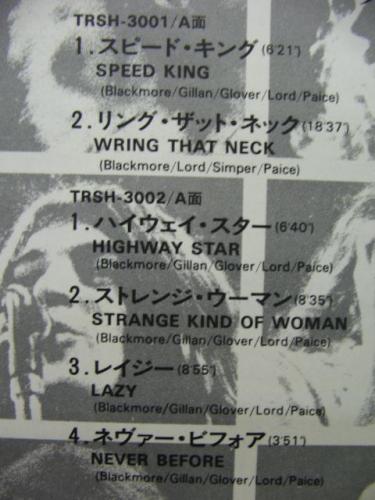 TRSH-3001/A面
1.スピード・キング(6'21")
SPEED KING
(Blackmore/Gillan/Glover/Lord/Paice)
2.リング・ザット・ネック(18'37")
WRING THAT NECK
(Blackmore/Lord/Simper/Paice)
TRSH-3002/A面
1.ハイウェイ・スター(6'40")
HIGHWAY STAR
(Blackmore/Gillan/Glover/Lord/Paice)
2.ストレンジ・ウーマン(8'35")
STRANGE KIND OF WOMAN
(Blackmore/Gillan/Glover/Lord/Paice)
3.レイジー(8'55")
LAZY
(Blackmore/Gillan/Glover/Lord/Paice)
4.ネヴァー・ビフォア(3'51")
NEVER BEFORE
(Blackmore/Gillan/Glover/Lord/Paice)